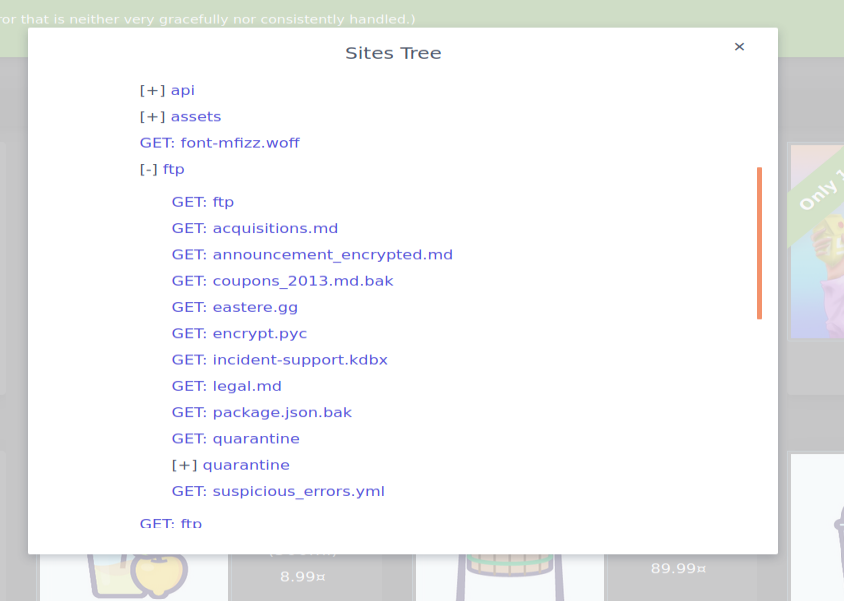 ror that is neither very gracefully nor consistently handled.)
Sites Tree
×
[+] api
[+] assets
GET: font-mfizz.woff
[-] ftp
GET: ftp
GET: acquisitions.md
GET: announcement_encrypted.md
GET: coupons_2013.md.bak
GET: eastere.gg
GET: encrypt.pyc
GET: incident-support.kdbx
GET: legal.md
GET: package.json.bak
GET: quarantine
[+] quarantine
GET: suspicious_errors.yml
GET: ftp
Only 1
8.99¤
89.99¤